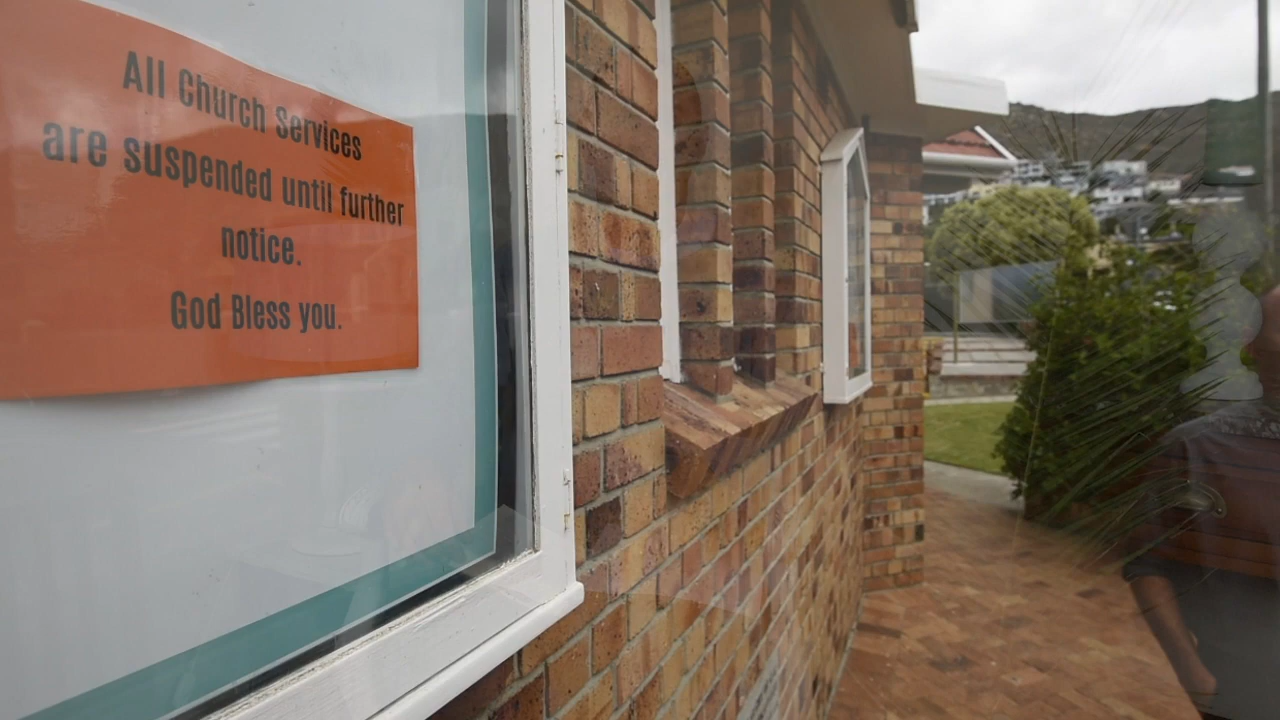 All Church Services
are suspended until further
notice.
God Bless you.